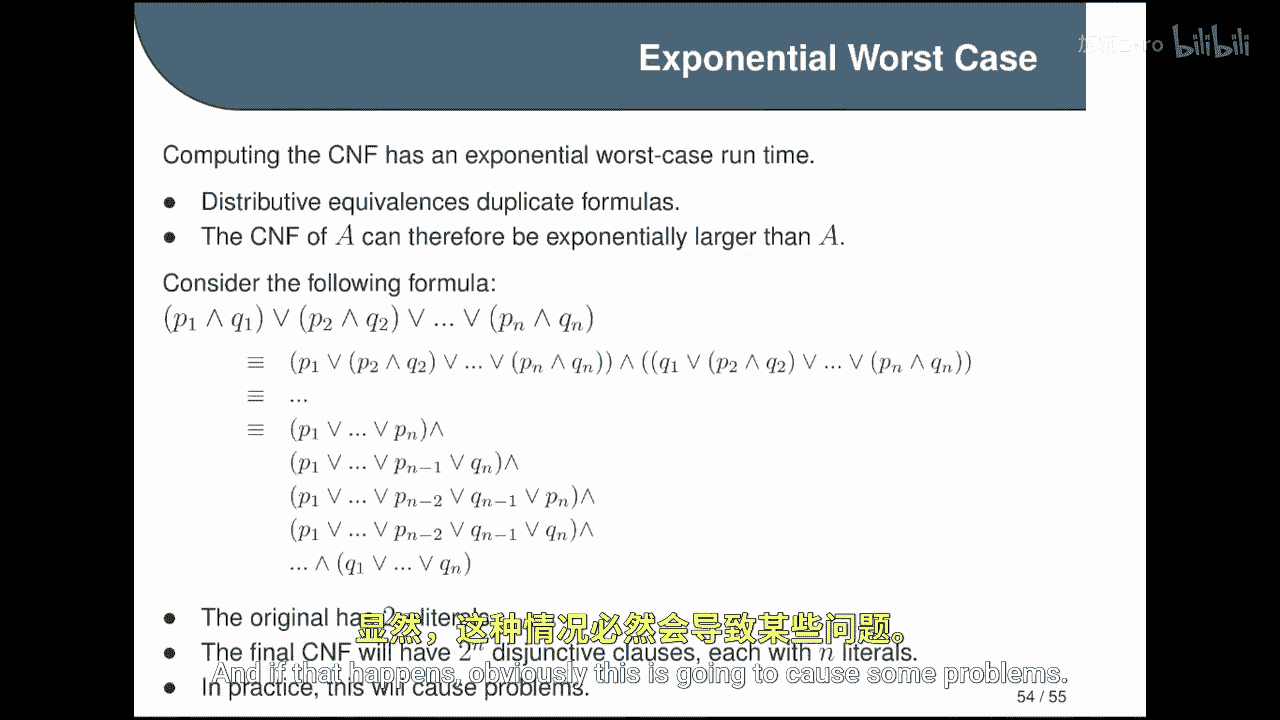 Exponential Worst Case
bilibili
Computing the CNF has an exponential worst-case run time.
● Distributive equivalences duplicate formulas.
● The CNF of A can therefore be exponentially larger than A.
Consider the following formula:
(p₁ ∧ q₁) ∨ (p₂ ∧ q₂) ∨ ... ∨ (pₙ ∧ qₙ)
≡ (p₁ ∨ (p₂ ∧ q₂) ∨ ... ∨ (pₙ ∧ qₙ)) ∧ ((q₁ ∨ (p₂ ∧ q₂) ∨ ... ∨ (pₙ ∧ qₙ))
≡ ...
≡ (p₁ ∨ ... ∨ pₙ)∧
(p₁ ∨ ... ∨ pₙ₋₁ ∨ qₙ)∧
(p₁ ∨ ... ∨ pₙ₋₂ ∨ qₙ₋₁ ∨ pₙ)∧
(p₁ ∨ ... ∨ pₙ₋₂ ∨ qₙ₋₁ ∨ qₙ)∧
... ∧ (q₁ ∨ ... ∨ qₙ)
● The original has 2n literals.
显然，这种情况必然会导致某些问题。
● The final CNF will have 2ⁿ disjunctive clauses, each with n literals.
And if that happens, obviously this is going to cause some problems.
● In practice, this will cause problems.
54 / 55